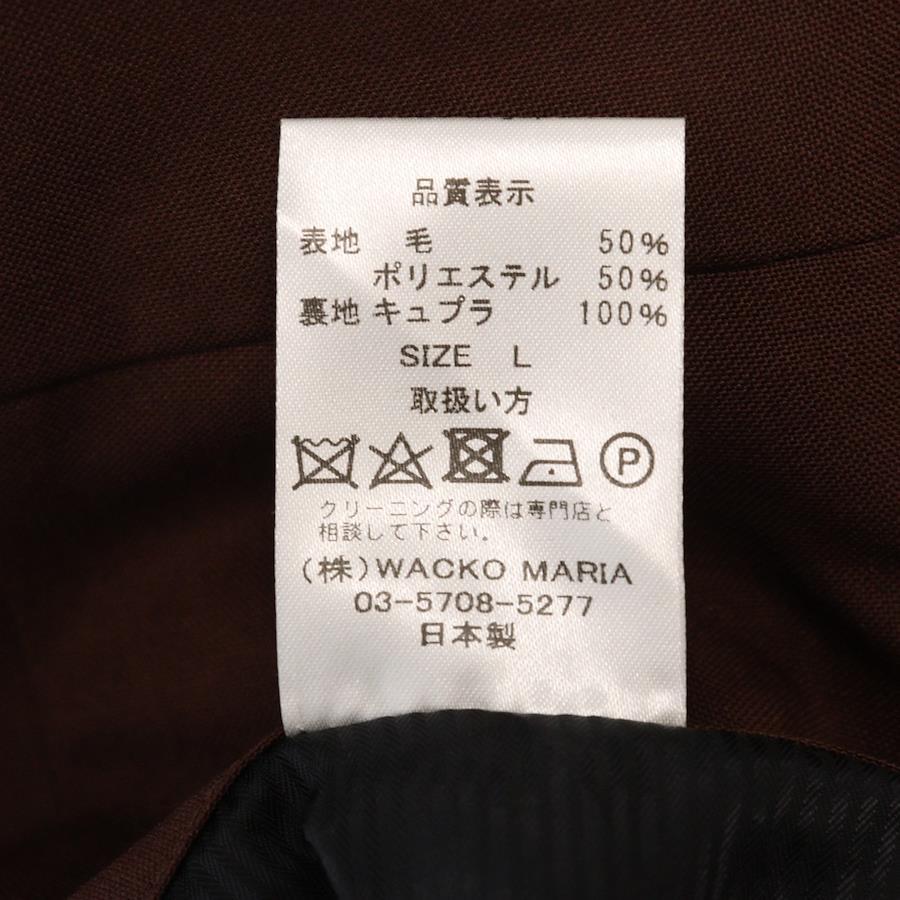 品質表示
表地 毛 50%
ポリエステル 50%
裏地 キュプラ 100%
SIZE L
取扱い方
P
クリーニングの際は専門店と
相談して下さい。
(株)WACKO MARIA
03-5708-5277
日本製